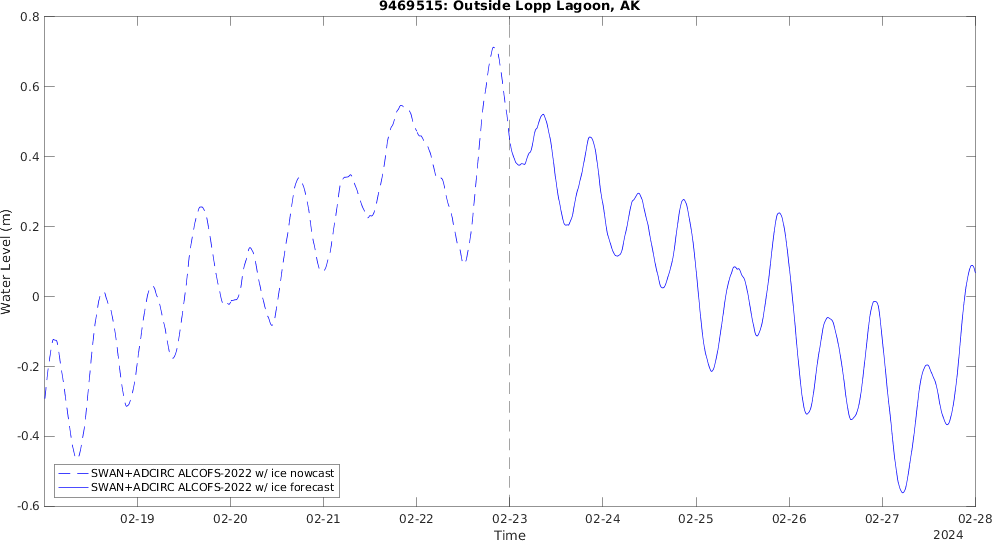 9469515: Outside Lopp Lagoon, AK
0.8
0.6
0.4
0.2
0
-0.2
-0.4
-0.6
Water Level (m)
SWAN+ADCIRC ALCOFS-2022 w/ ice nowcast
SWAN+ADCIRC ALCOFS-2022 w/ ice forecast
02-19 02-20 02-21 02-22 02-23 02-24 02-25 02-26 02-27 02-28
Time
2024